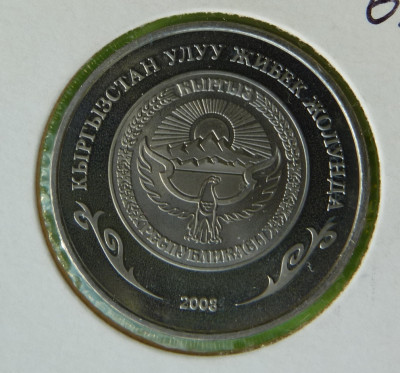 КЫРГЫЗСТАН УЛУУ ЖИБЕК ЖОЛУНДА
КЫРГЫЗ
РЕСПУБЛИКАСЫ
2008